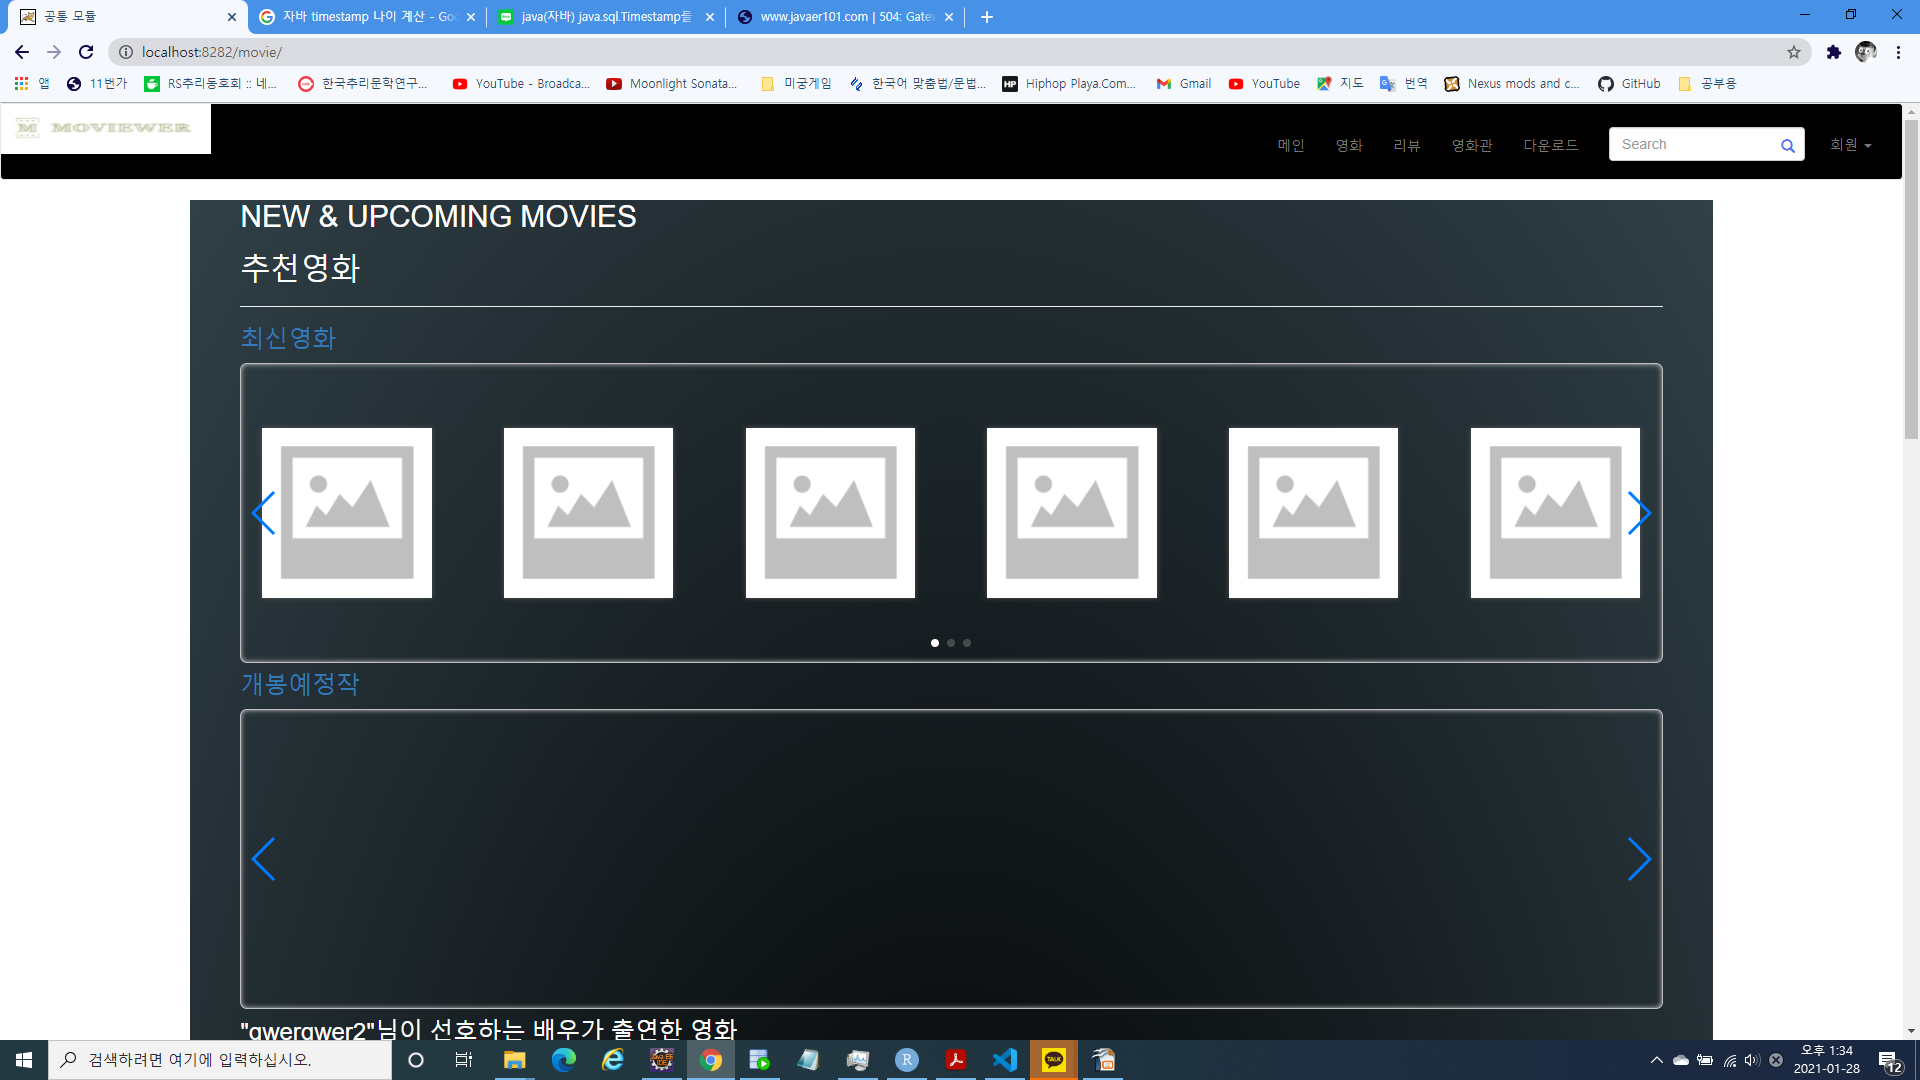 공통 모듈
자바 timestamp 나이 계산 - Goo
java(자바) java.sql.Timestamp를
www.javaer101.com | 504: Gatew
localhost:8282/movie/
앱
11번가
RS추리동호회 :: 네...
한국추리문학연구...
YouTube - Broadca...
Moonlight Sonata...
미궁게임
한국어 맞춤법/문법...
Hiphop Playa.Com...
Gmail
YouTube
지도
번역
Nexus mods and c...
GitHub
공부용
M MOVIEWER
메인
영화
리뷰
영화관
다운로드
Search
회원
NEW & UPCOMING MOVIES
추천영화
최신영화
개봉예정작
"qwerqwer2"님이 선호하는 배우가 출연한 영화
검색하려면 여기에 입력하십시오.
오후 1:34
2021-01-28
12